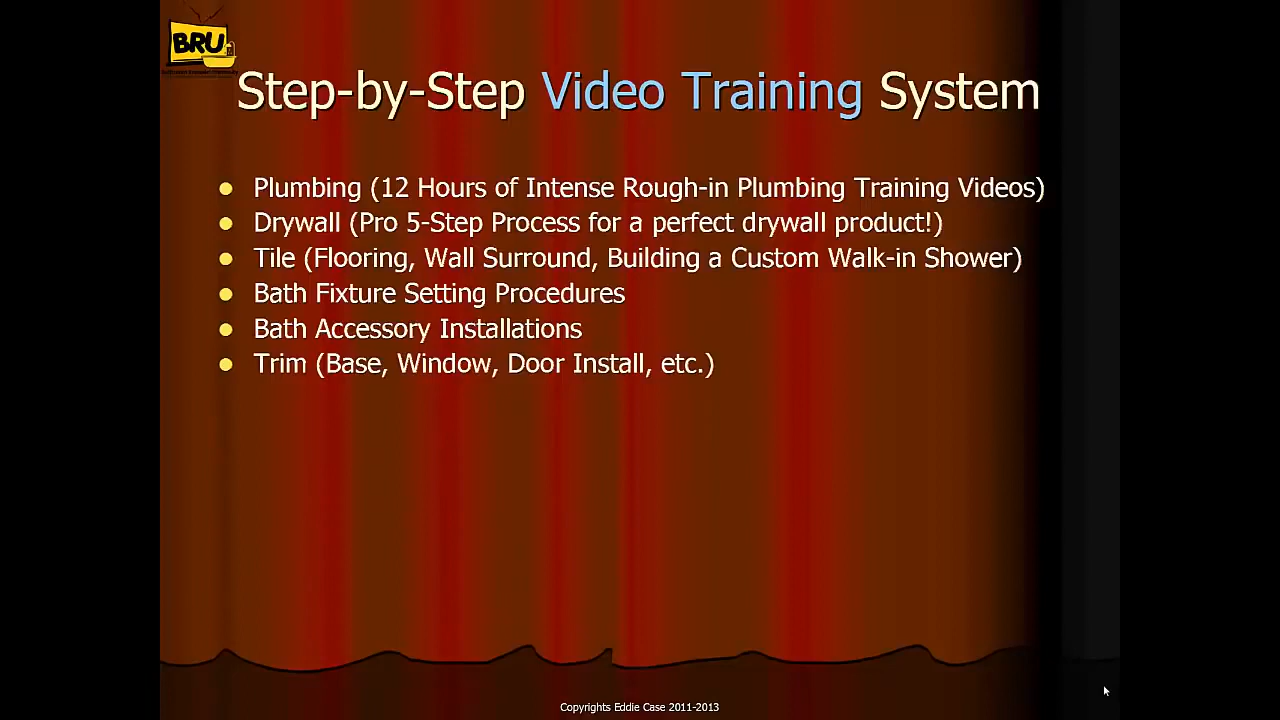 BRU
Step-by-Step Video Training System
Plumbing (12 Hours of Intense Rough-in Plumbing Training Videos)
Drywall (Pro 5-Step Process for a perfect drywall product!)
Tile (Flooring, Wall Surround, Building a Custom Walk-in Shower)
Bath Fixture Setting Procedures
Bath Accessory Installations
Trim (Base, Window, Door Install, etc.)
Copyrights Eddie Case 2011-2013